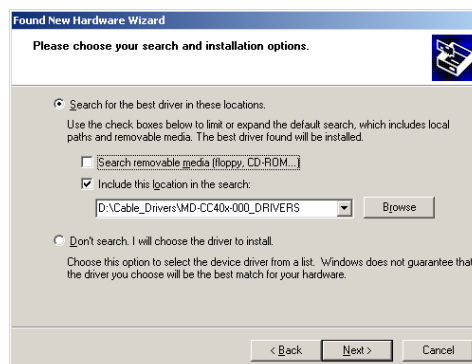 Found New Hardware Wizard
Please choose your search and installation options.
Search for the best driver in these locations.
Use the check boxes below to limit or expand the default search, which includes local
paths and removable media. The best driver found will be installed.
Search removable media (floppy, CD-ROM...)
Include this location in the search:
D:\Cable_Drivers\MD-CC40x-000_DRIVERS
Browse
Don't search. I will choose the driver to install.
Choose this option to select the device driver from a list. Windows does not guarantee that
the driver you choose will be the best match for your hardware.
< Back
Next >
Cancel